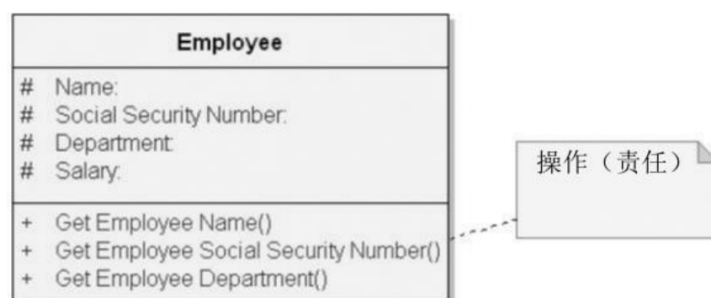 Employee
# Name:
# Social Security Number:
# Department:
# Salary:
+ Get Employee Name()
+ Get Employee Social Security Number()
+ Get Employee Department()
操作（责任）